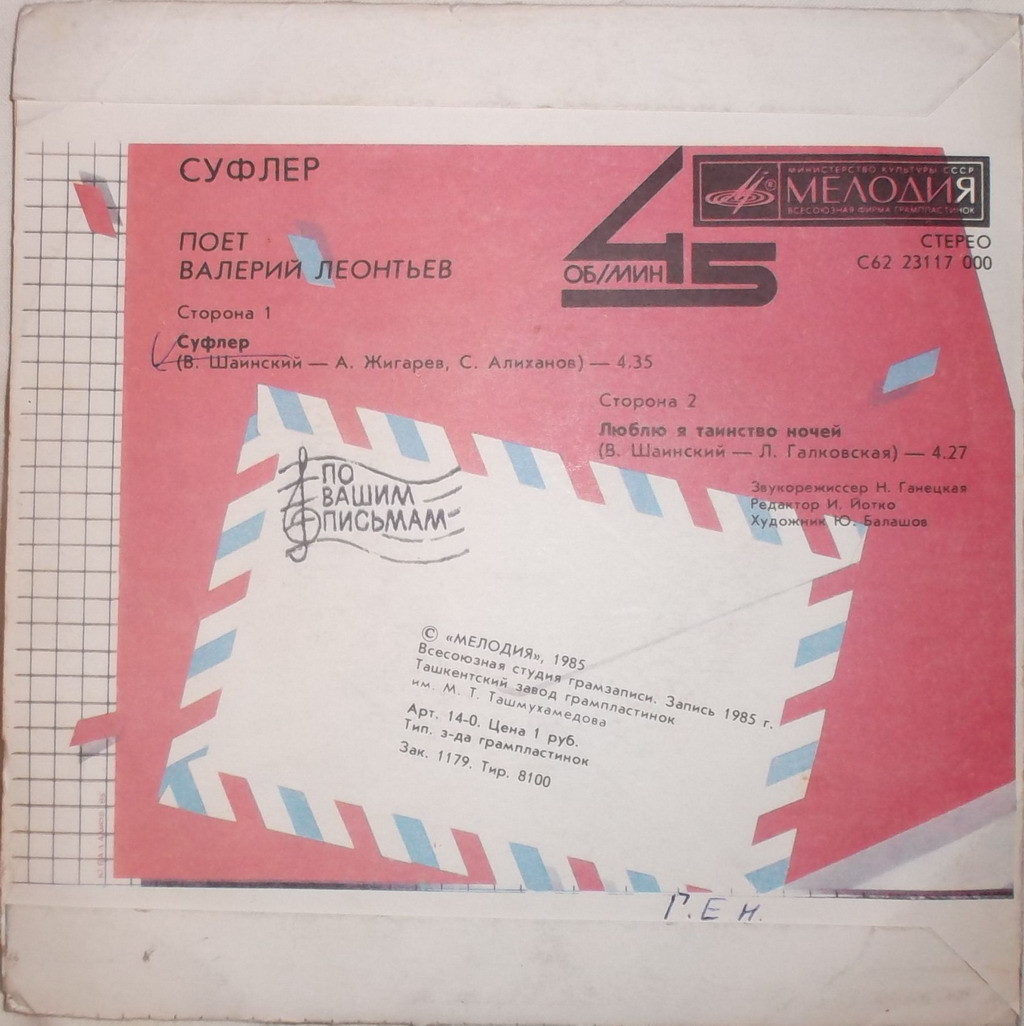 СУФЛЕР
ПОЕТ
ВАЛЕРИЙ ЛЕОНТЬЕВ
45
ОБ/МИН
МИНИСТЕРСТВО КУЛЬТУРЫ СССР
МЕЛОДИЯ
ВСЕСОЮЗНАЯ ФИРМА ГРАМПЛАСТИНОК
СТЕРЕО
С62 23117 000
Сторона 1
Суфлер
(В. Шаинский — А. Жигарев, С. Алиханов) — 4.35
Сторона 2
Люблю я таинство ночей
(В. Шаинский — Л. Галковская) — 4.27
Звукорежиссер Н. Ганецкая
Редактор И. Йотко
Художник Ю. Балашов
ПО
ВАШИМ
ПИСЬМАМ
© «МЕЛОДИЯ», 1985
Всесоюзная студия грамзаписи. Запись 1985 г.
Ташкентский завод грампластинок
им. М. Т. Ташмухамедова
Арт. 14-0. Цена 1 руб.
Тип. з-да грампластинок
Зак. 1179. Тир. 8100
Г. Е Н.